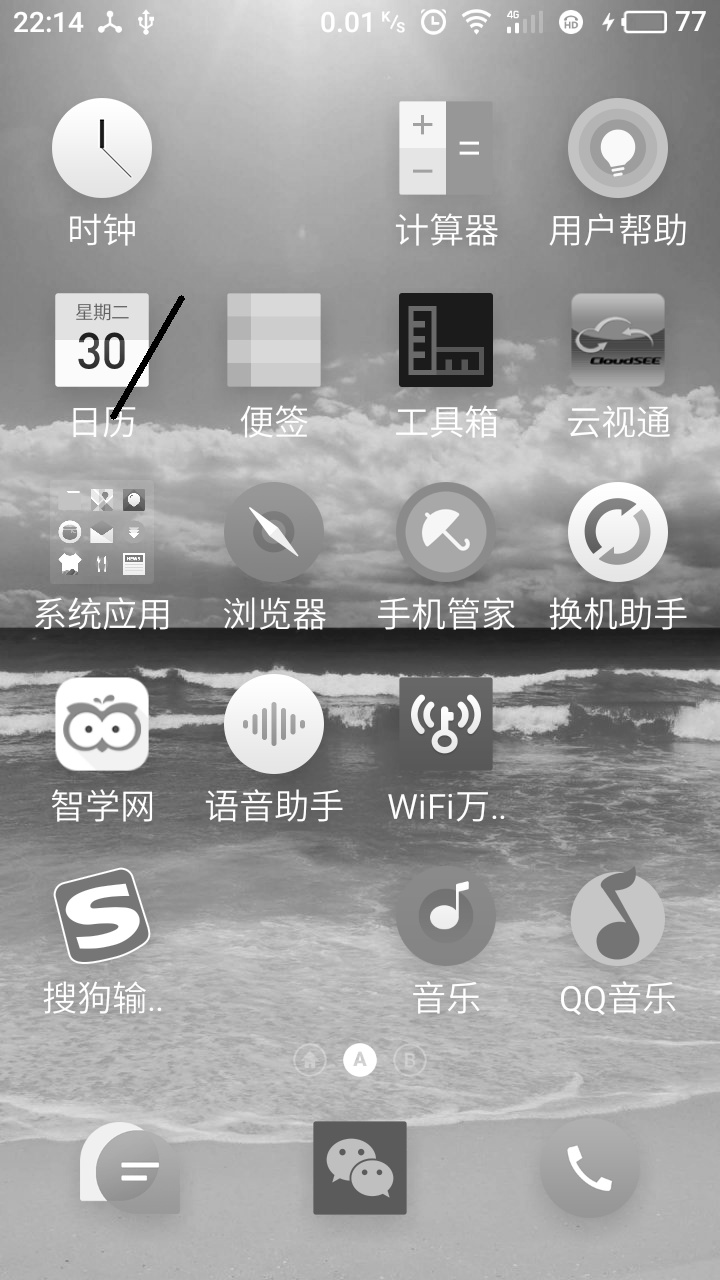 22:14 0.01 K/s 4G HD 77
时钟 计算器 用户帮助
星期二
30
CloudSEE
日历 便签 工具箱 云视通
NEWS
系统应用 浏览器 手机管家 换机助手
智学网 语音助手 WiFi万..
搜狗输.. 音乐 QQ音乐
A B